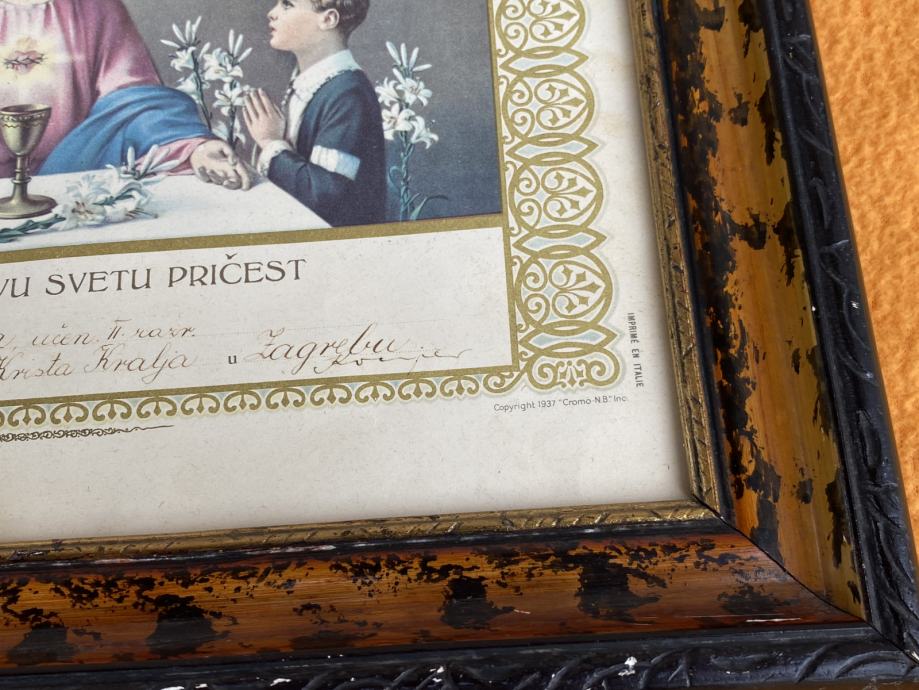 VU SVETU PRIČEST
učen. II. razr.
Krista Kralja u Zagrebu
IMPRIMÉ EN ITALIE
Copyright 1937 "Cromo-N.B." Inc.